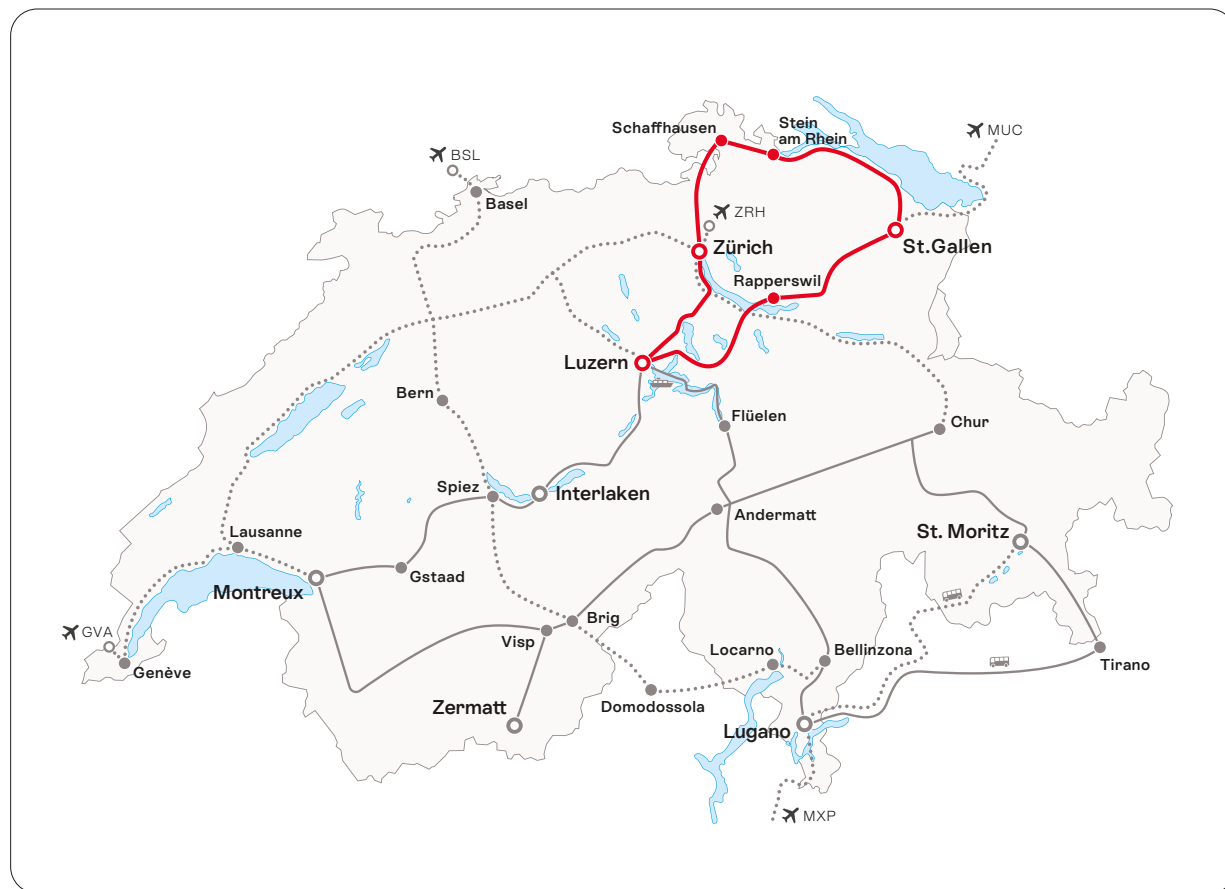 Schaffhausen
Stein
am Rhein
MUC
BSL
Basel
ZRH
Zürich
St.Gallen
Rapperswil
Luzern
Bern
Flüelen
Chur
Spiez
Interlaken
Andermatt
Lausanne
St. Moritz
Gstaad
Montreux
GVA
Brig
Visp
Genève
Locarno
Bellinzona
Tirano
Zermatt
Domodossola
Lugano
MXP